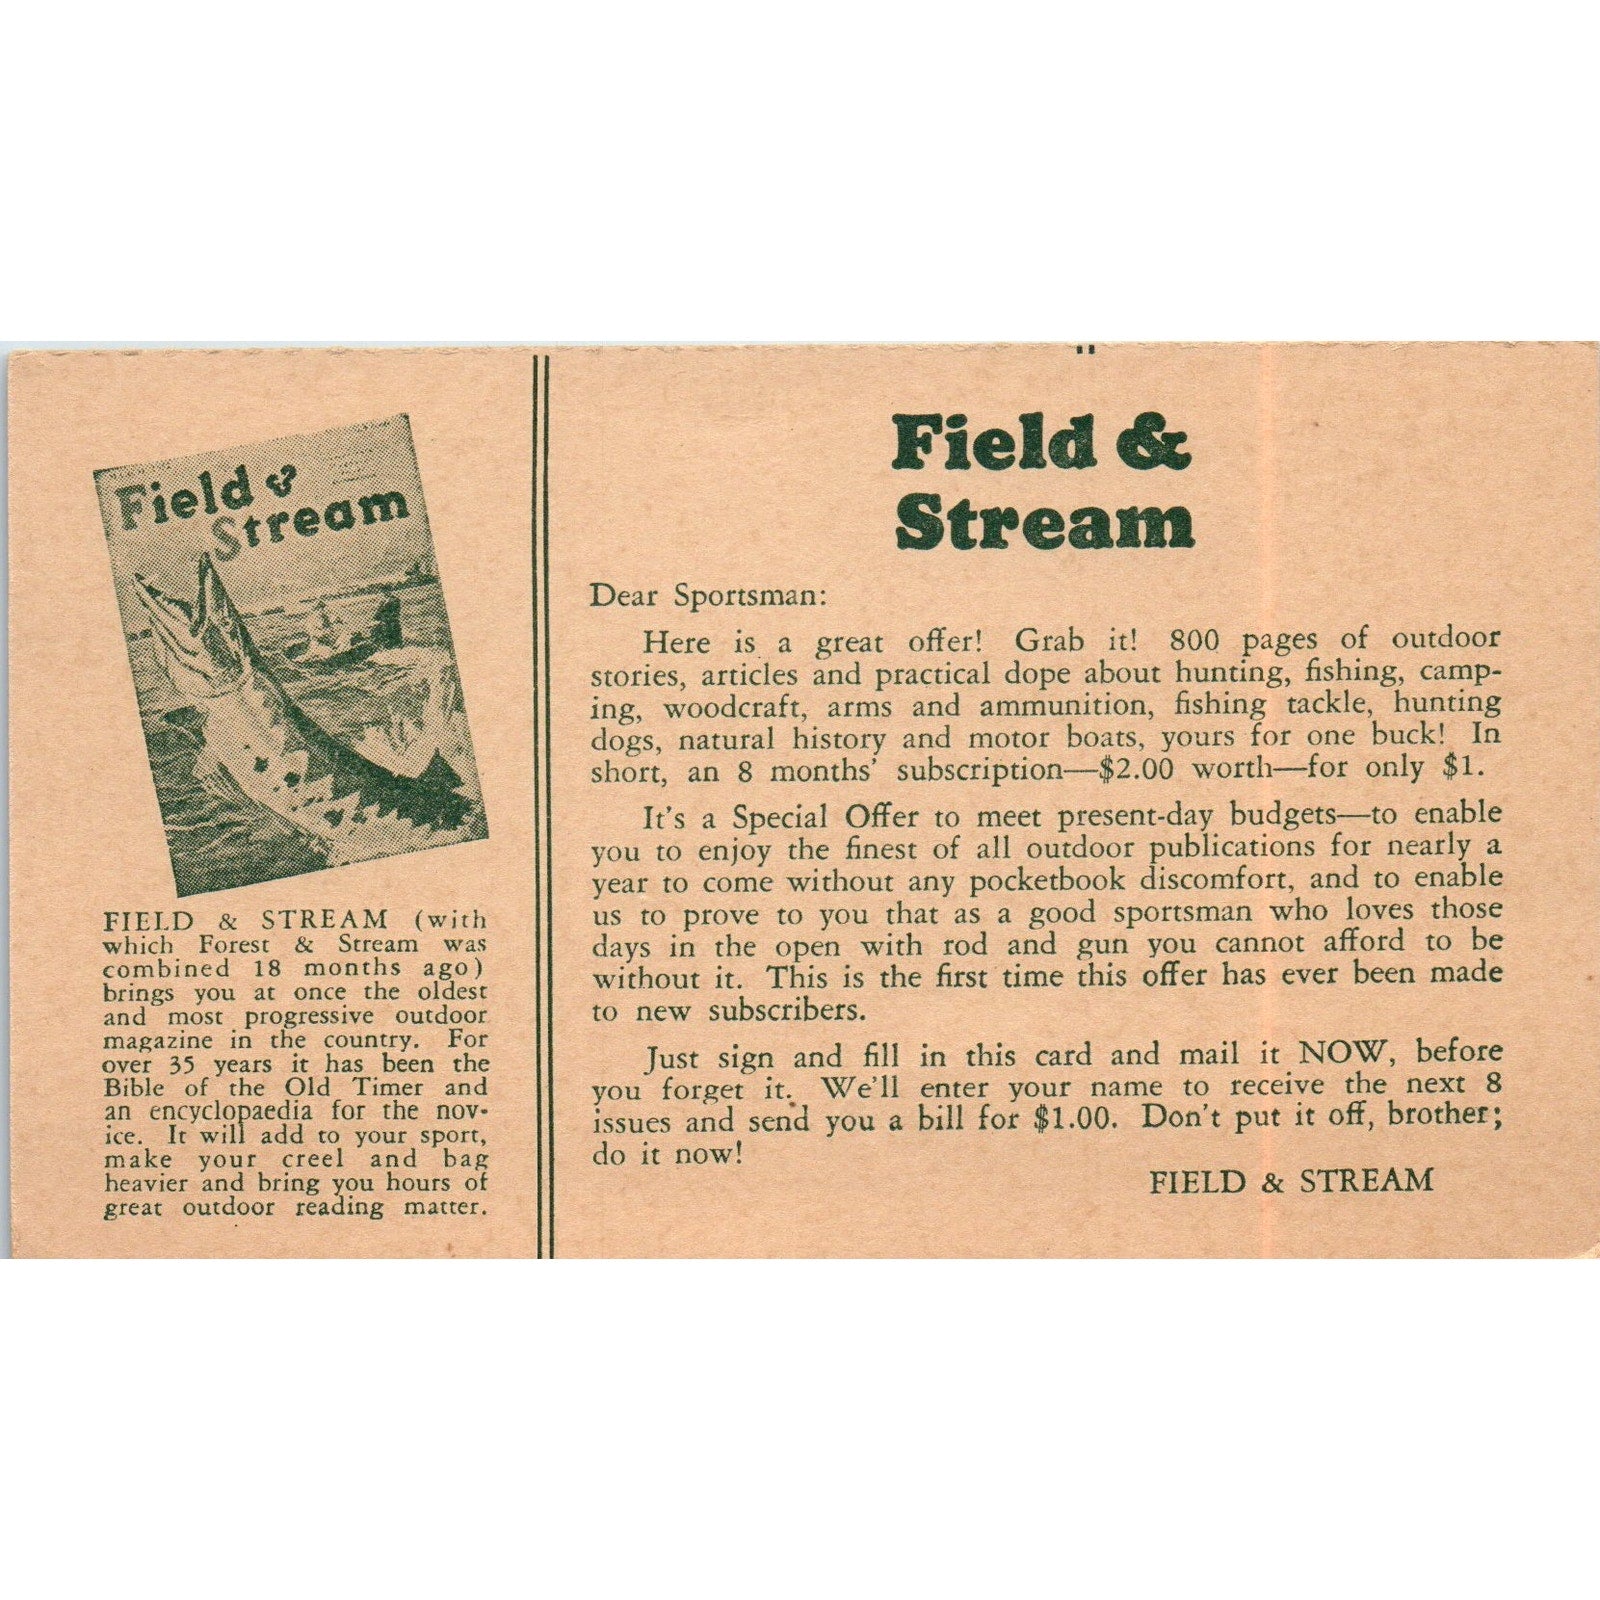 Field &
Stream
FIELD & STREAM (with
which Forest & Stream was
combined 18 months ago)
brings you at once the oldest
and most progressive outdoor
magazine in the country. For
over 35 years it has been the
Bible of the Old Timer and
an encyclopaedia for the nov-
ice. It will add to your sport,
make your creel and bag
heavier and bring you hours of
great outdoor reading matter.
Field &
Stream
Dear Sportsman:
Here is a great offer! Grab it! 800 pages of outdoor
stories, articles and practical dope about hunting, fishing, camp-
ing, woodcraft, arms and ammunition, fishing tackle, hunting
dogs, natural history and motor boats, yours for one buck! In
short, an 8 months' subscription—$2.00 worth—for only $1.
It's a Special Offer to meet present-day budgets—to enable
you to enjoy the finest of all outdoor publications for nearly a
year to come without any pocketbook discomfort, and to enable
us to prove to you that as a good sportsman who loves those
days in the open with rod and gun you cannot afford to be
without it. This is the first time this offer has ever been made
to new subscribers.
Just sign and fill in this card and mail it NOW, before
you forget it. We'll enter your name to receive the next 8
issues and send you a bill for $1.00. Don't put it off, brother;
do it now!
FIELD & STREAM